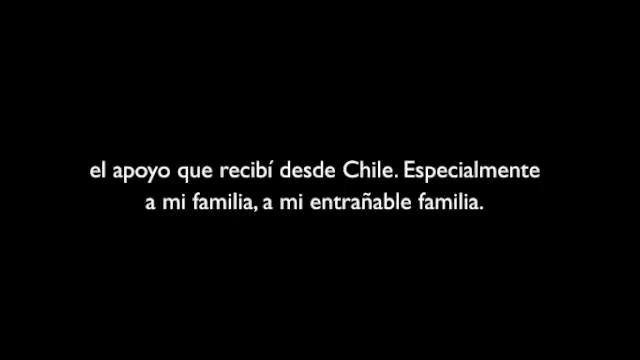 el apoyo que recibí desde Chile. Especialmente
a mi familia, a mi entrañable familia.